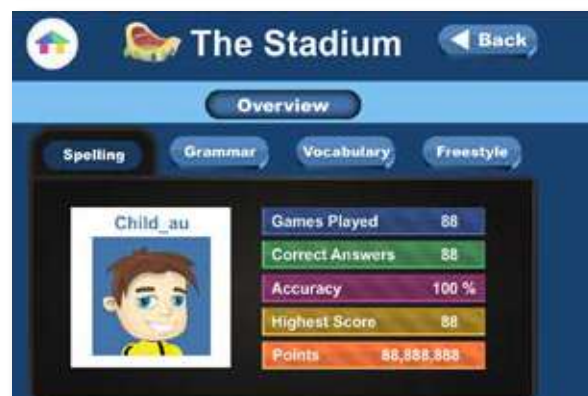 The Stadium
Back
Overview
Spelling Grammar Vocabulary Freestyle
Child_au
Games Played 88
Correct Answers 88
Accuracy 100 %
Highest Score 88
Points 88,888,888